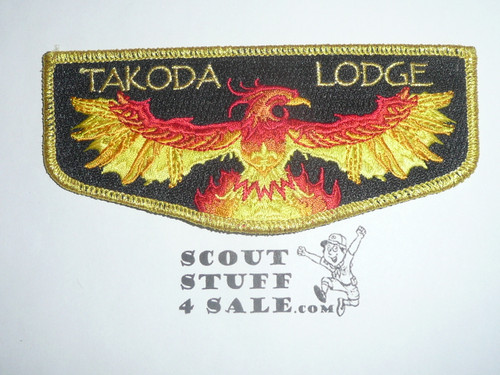 TAKODA LODGE
SCOUT
STUFF
4 SALE.COM